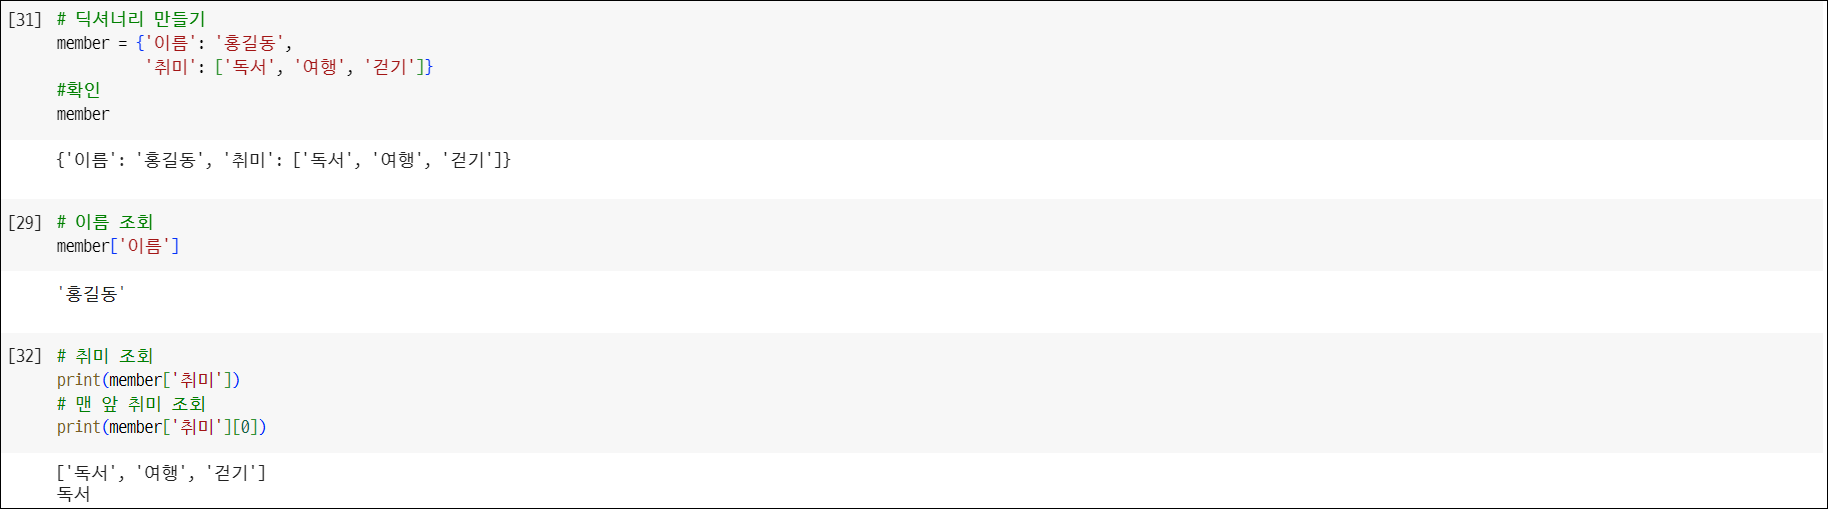 [31] # 딕셔너리 만들기
member = {'이름': '홍길동',
'취미': ['독서', '여행', '걷기']}
#확인
member
{'이름': '홍길동', '취미': ['독서', '여행', '걷기']}
[29] # 이름 조회
member['이름']
'홍길동'
[32] # 취미 조회
print(member['취미'])
# 맨 앞 취미 조회
print(member['취미'][0])
['독서', '여행', '걷기']
독서